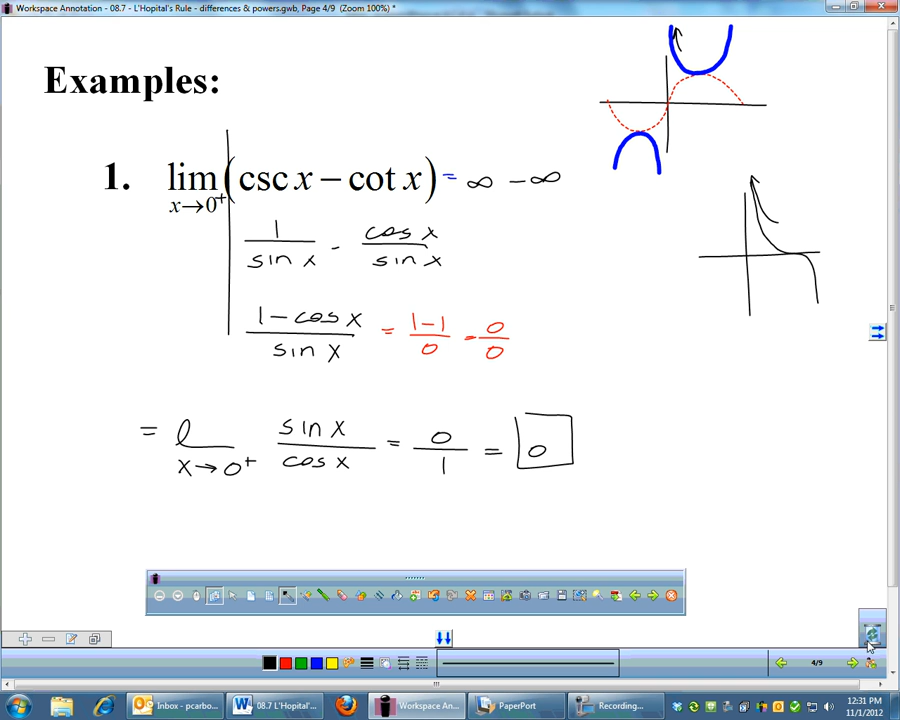 Workspace Annotation - 08.7 - L'Hopital's Rule - differences & powers.gwb, Page 4/9 (Zoom 100%) *
Examples:
1. lim x→0⁺ (csc x − cot x) = ∞ − ∞
1/sin x - cos x/sin x
1 - cos x/sin x = 1-1/0 = 0/0
= l x→0+ sin x/cos x = 0/1 = 0
4/9
Inbox - pcarbo...
08.7 L'Hopital'...
Workspace An...
PaperPort
Recording...
12:31 PM
11/1/2012